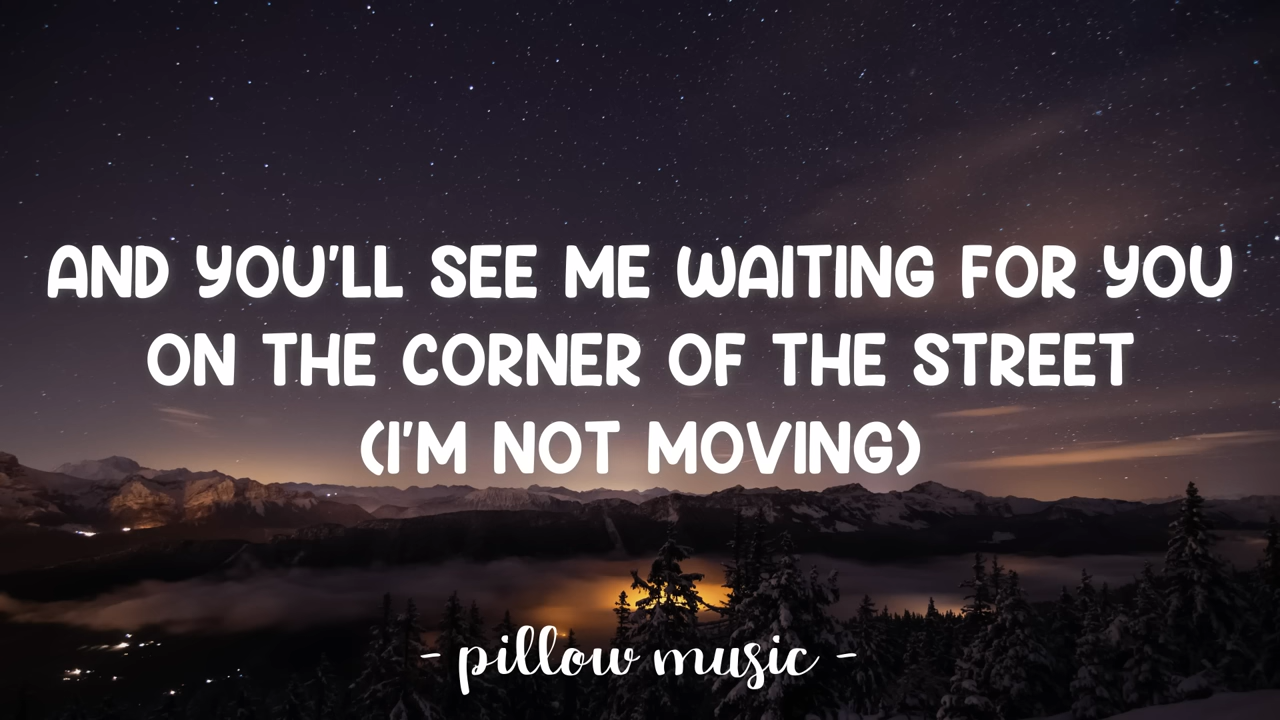 AND YOU'LL SEE ME WAITING FOR YOU
ON THE CORNER OF THE STREET
(I'M NOT MOVING)
- pillow music -